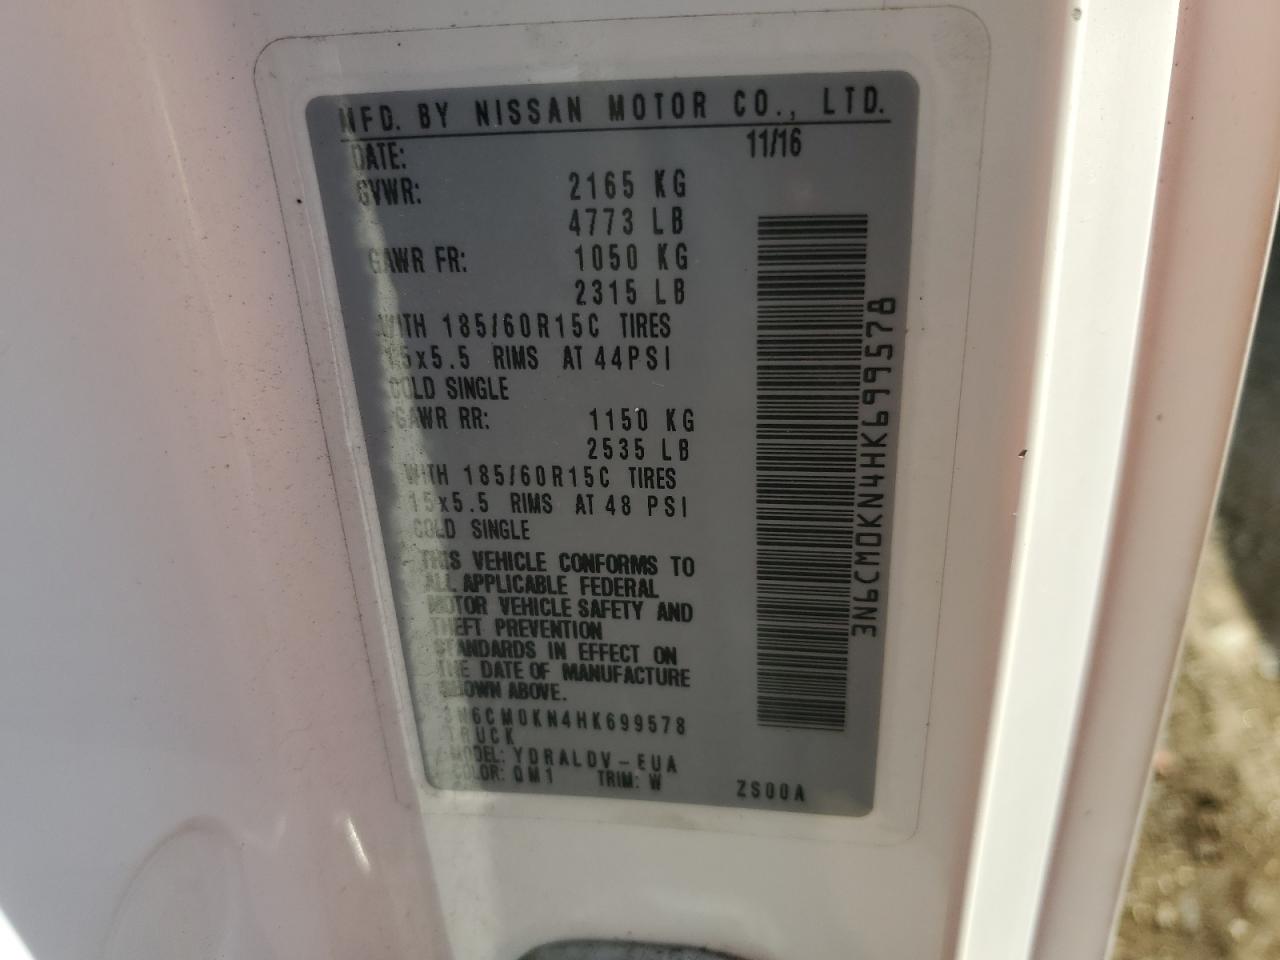 MFD. BY NISSAN MOTOR CO., LTD.
DATE: 11/16
GVWR: 2165 KG
4773 LB
GAWR FR: 1050 KG
2315 LB
WITH 185/60R15C TIRES
15x5.5 RIMS AT 44PSI
COLD SINGLE
GAWR RR: 1150 KG
2535 LB
WITH 185/60R15C TIRES
15x5.5 RIMS AT 48 PSI
COLD SINGLE
THIS VEHICLE CONFORMS TO
ALL APPLICABLE FEDERAL
MOTOR VEHICLE SAFETY AND
THEFT PREVENTION
STANDARDS IN EFFECT ON
THE DATE OF MANUFACTURE
SHOWN ABOVE.
3N6CM0KN4HK699578
TRUCK
MODEL: YDRALDV-EUA
COLOR: QM1 TRIM: W ZS00A
3N6CM0KN4HK699578